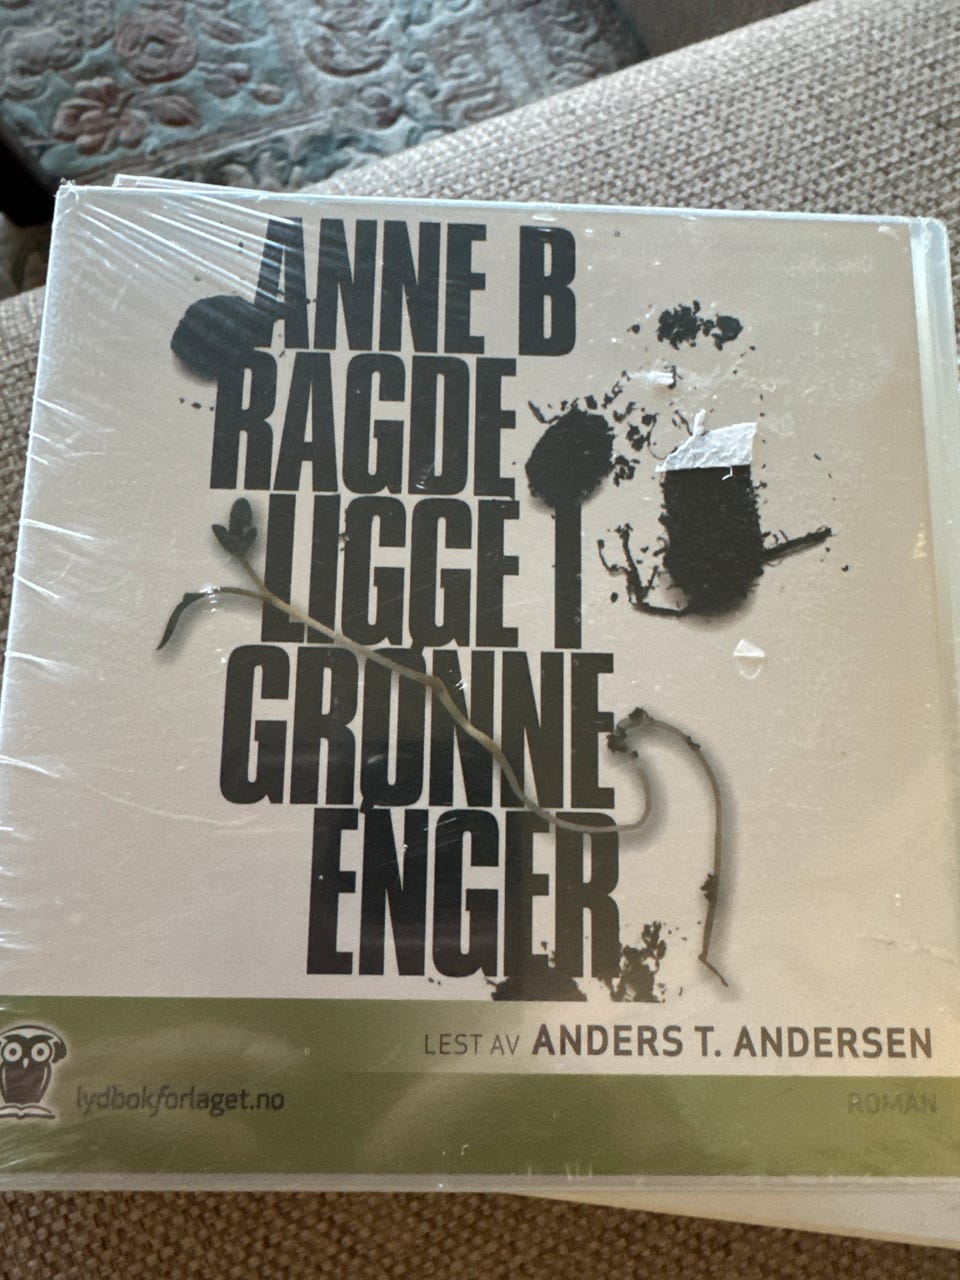 ANNE B
RAGDE
LIGGE I
GRØNNE
ENGER
LEST AV ANDERS T. ANDERSEN
lydbokforlaget.no
ROMAN